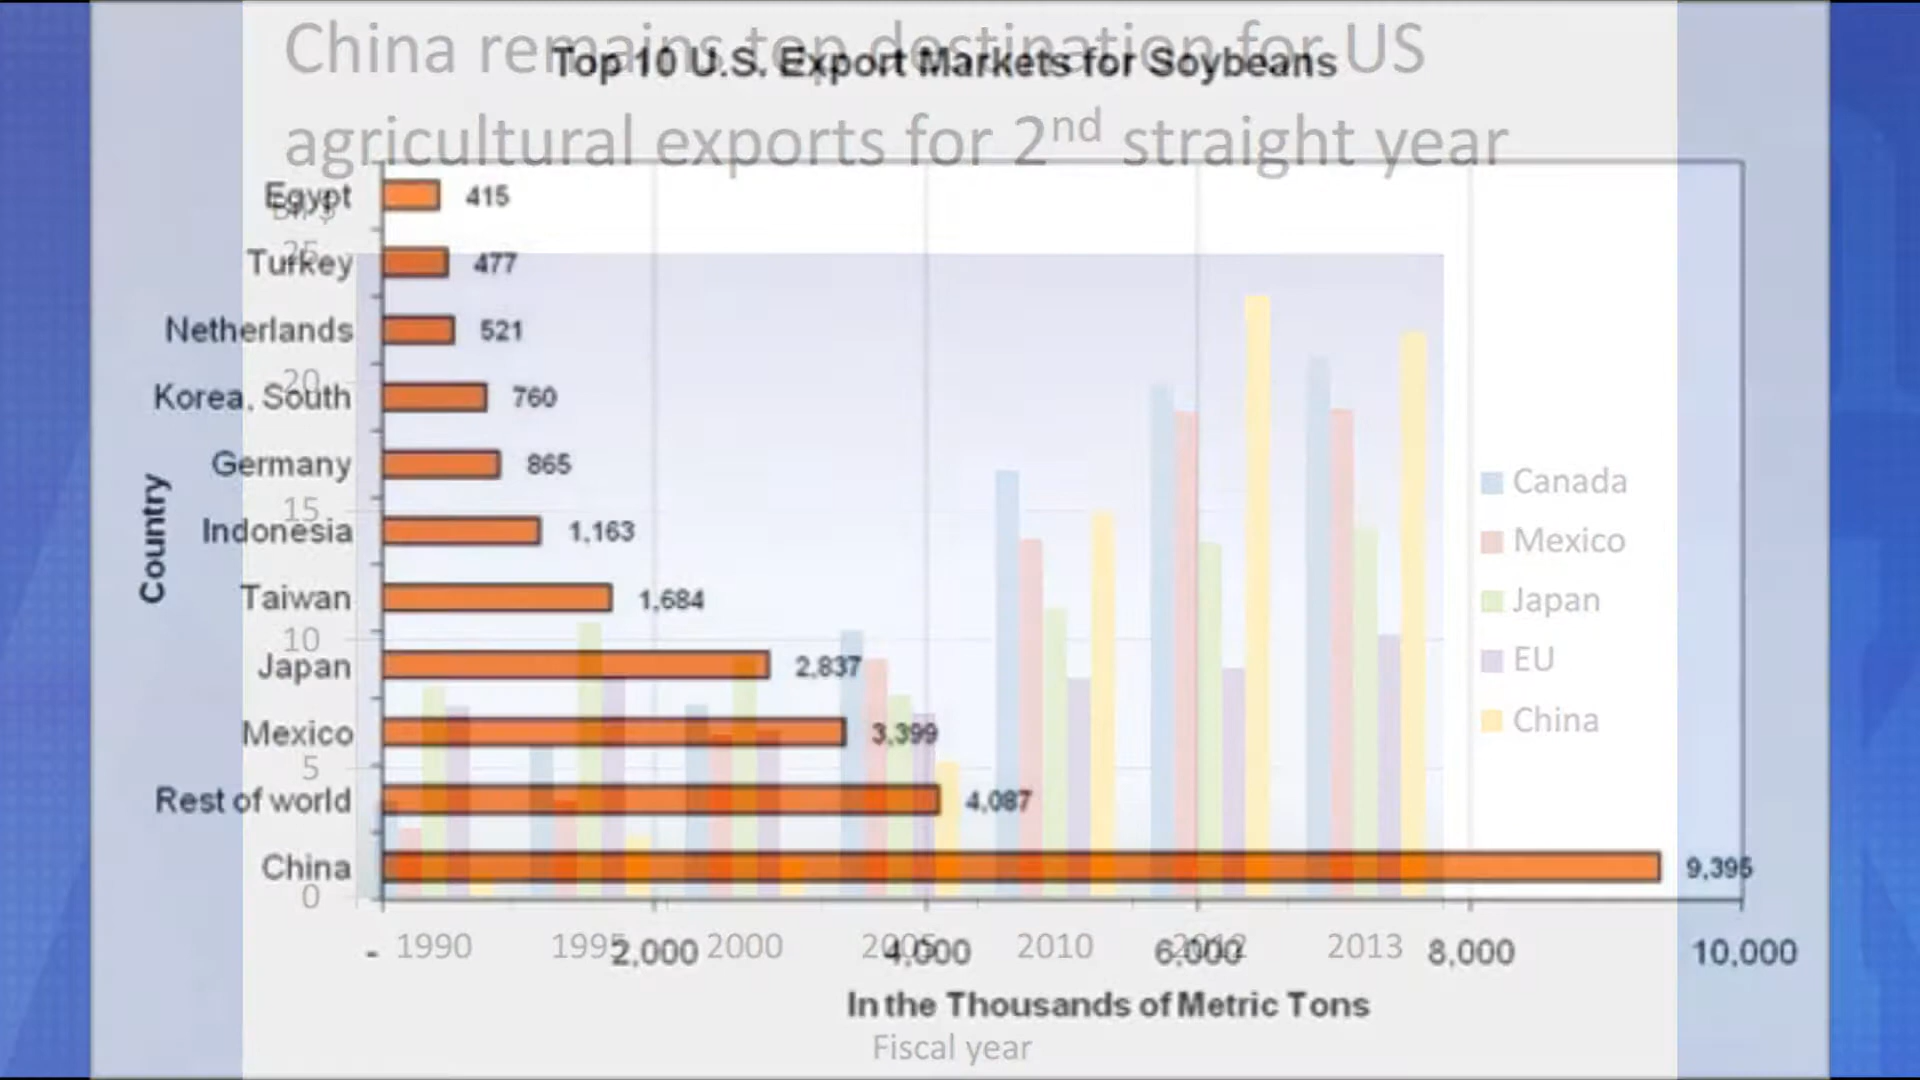 China remains top destination for US
agricultural exports for 2nd straight year
Top 10 U.S. Export Markets for Soybeans
Bn $
25
20
15
10
5
0
1990
1995
2000
2005
2010
2012
2013
Fiscal year
Canada
Mexico
Japan
EU
China
Country
Egypt 415
Turkey 477
Netherlands 521
Korea, South 760
Germany 865
Indonesia 1,163
Taiwan 1,684
Japan 2,837
Mexico 3,399
Rest of world 4,087
China 9,395
-
2,000
4,000
6,000
8,000
10,000
In the Thousands of Metric Tons